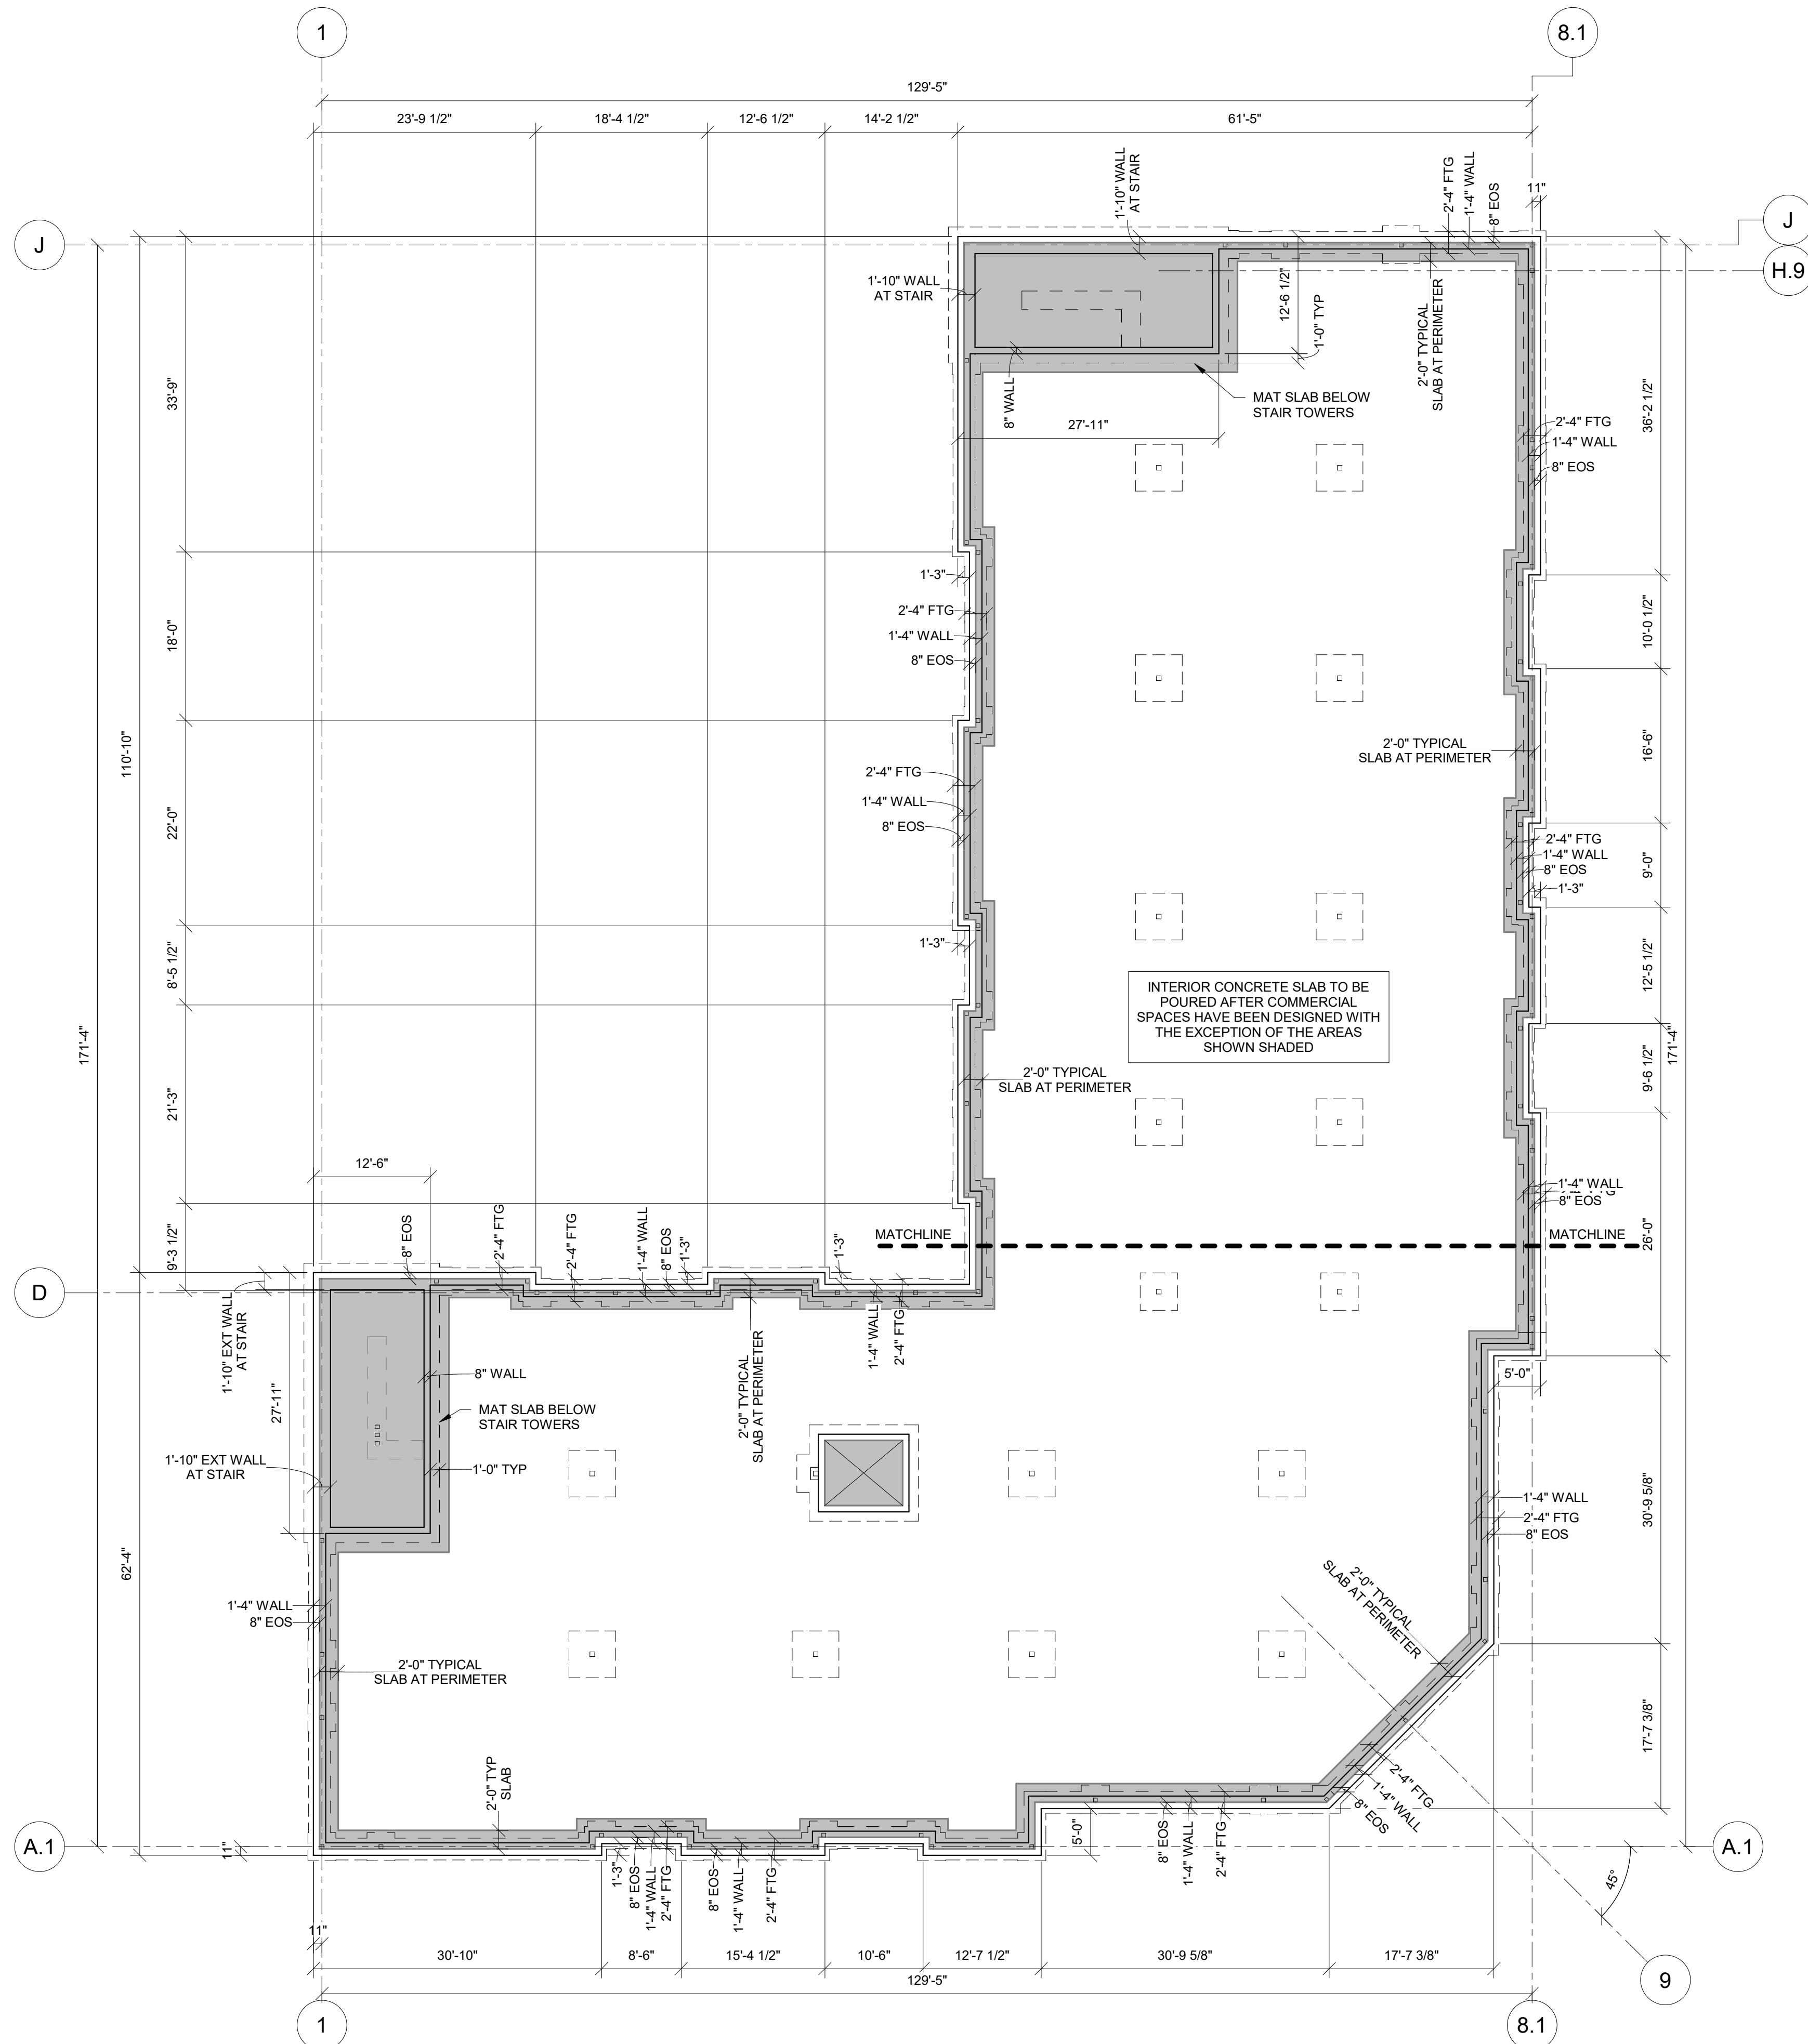 1
8.1
129'-5"
23'-9 1/2"
18'-4 1/2"
12'-6 1/2"
14'-2 1/2"
61'-5"
1'-10" WALL
AT STAIR
2'-4" FTG
1'-4" WALL
8" EOS
11"
J
J
H.9
1'-10" WALL
AT STAIR
12'-6 1/2"
1'-0" TYP
2'-0" TYPICAL
SLAB AT PERIMETER
8" WALL
MAT SLAB BELOW
STAIR TOWERS
27'-11"
33'-9"
36'-2 1/2"
2'-4" FTG
1'-4" WALL
8" EOS
1'-3"
2'-4" FTG
1'-4" WALL
8" EOS
18'-0"
10'-0 1/2"
110'-10"
2'-0" TYPICAL
SLAB AT PERIMETER
16'-6"
2'-4" FTG
1'-4" WALL
8" EOS
22'-0"
2'-4" FTG
1'-4" WALL
8" EOS
1'-3"
9'-0"
1'-3"
8'-5 1/2"
12'-5 1/2"
INTERIOR CONCRETE SLAB TO BE
POURED AFTER COMMERCIAL
SPACES HAVE BEEN DESIGNED WITH
THE EXCEPTION OF THE AREAS
SHOWN SHADED
171'-4"
171'-4"
9'-6 1/2"
2'-0" TYPICAL
SLAB AT PERIMETER
21'-3"
12'-6"
1'-4" WALL
8" EOS
MATCHLINE
MATCHLINE
26'-0"
9'-3 1/2"
8" EOS
2'-4" FTG
2'-4" FTG
1'-4" WALL
8" EOS
1'-3"
1'-3"
D
1'-10" EXT WALL
AT STAIR
1'-4" WALL
2'-4" FTG
2'-0" TYPICAL
SLAB AT PERIMETER
8" WALL
5'-0"
27'-11"
MAT SLAB BELOW
STAIR TOWERS
1'-10" EXT WALL
AT STAIR
1'-0" TYP
1'-4" WALL
2'-4" FTG
8" EOS
30'-9 5/8"
62'-4"
1'-4" WALL
8" EOS
2'-0" TYPICAL
SLAB AT PERIMETER
2'-0" TYPICAL
SLAB AT PERIMETER
17'-7 3/8"
2'-0" TYP
SLAB
2'-4" FTG
1'-4" WALL
8" EOS
A.1
A.1
11"
5'-0"
8" EOS
1'-4" WALL
2'-4" FTG
1'-3"
8" EOS
1'-4" WALL
2'-4" FTG
8" EOS
1'-4" WALL
2'-4" FTG
45°
11"
30'-10"
8'-6"
15'-4 1/2"
10'-6"
12'-7 1/2"
30'-9 5/8"
17'-7 3/8"
129'-5"
9
1
8.1